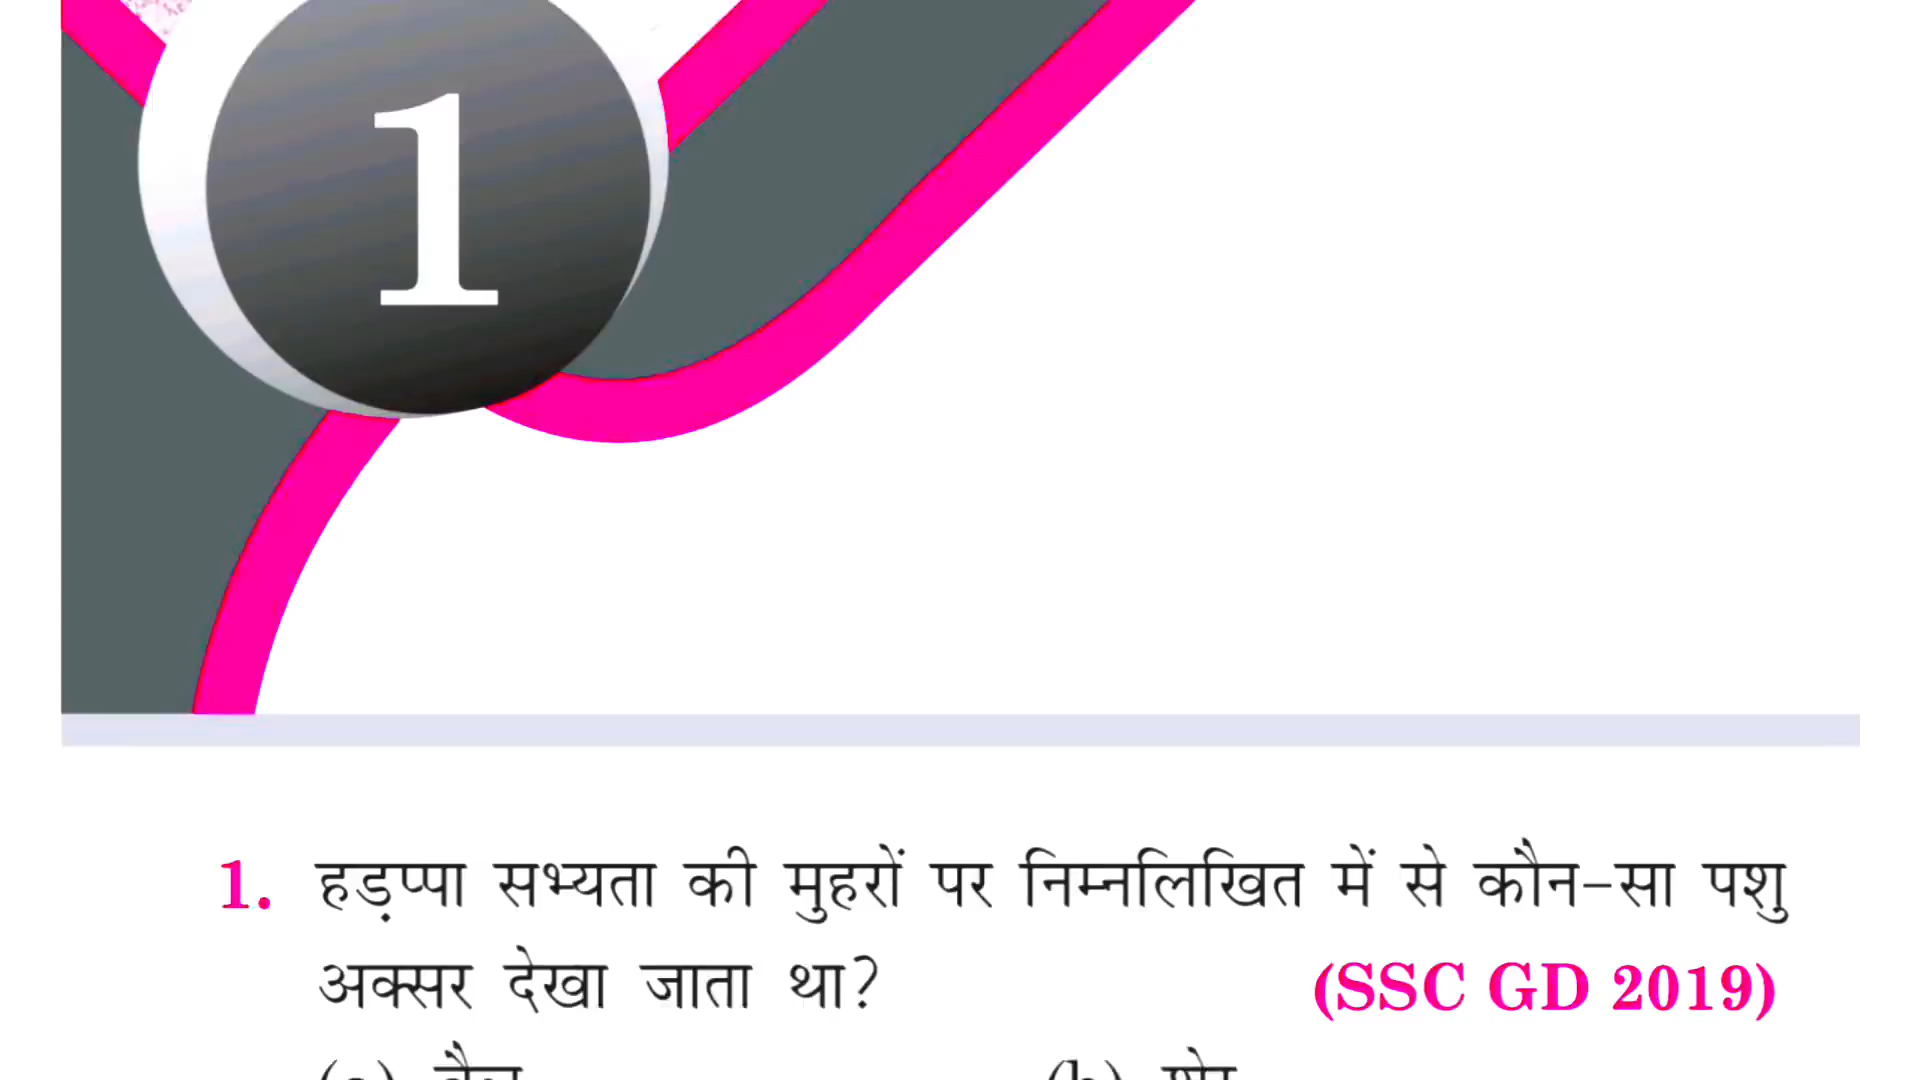 1
1. हड़प्पा सभ्यता की मुहरों पर निम्नलिखित में से कौन-सा पशु
अक्सर देखा जाता था? (SSC GD 2019)
(a) बैल (b) शेर